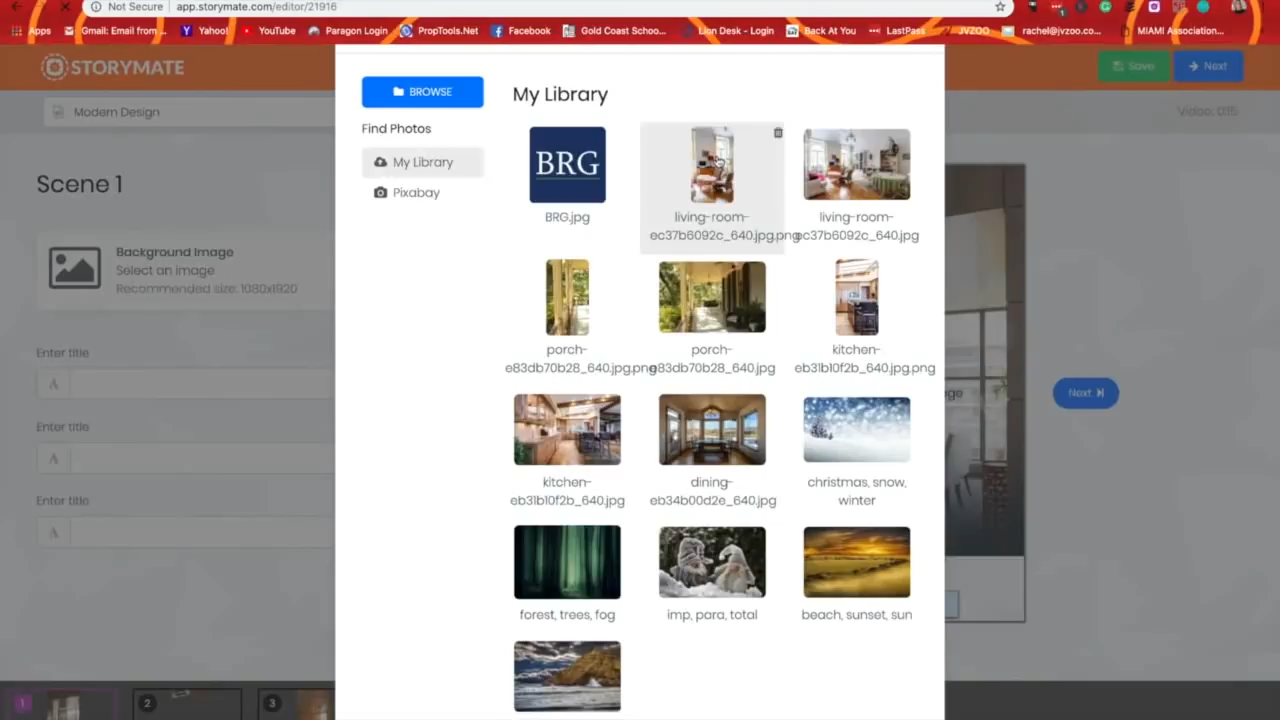 Not Secure | app.storymate.com/editor/21916
Apps Gmail: Email from ... Yahoo! YouTube Paragon Login PropTools.Net Facebook Gold Coast Schoo... Lion Desk - Login Back At You LastPass JVZOO rachel@jvzoo.co... MIAMI Association...
STORYMATE
Save
Next
Modern Design
Video: 0:15
Scene 1
Background Image
Select an image
Recommended size: 1080x1920
Enter title
A
Enter title
A
Enter title
A
BROWSE
Find Photos
My Library
Pixabay
My Library
BRG
BRG.jpg
living-room-
ec37b6092c_640.jpg.png
living-room-
ec37b6092c_640.jpg
porch-
e83db70b28_640.jpg.png
porch-
e83db70b28_640.jpg
kitchen-
eb31b10f2b_640.jpg.png
kitchen-
eb31b10f2b_640.jpg
dining-
eb34b00d2e_640.jpg
christmas, snow,
winter
forest, trees, fog
imp, para, total
beach, sunset, sun
Next
1
2
3